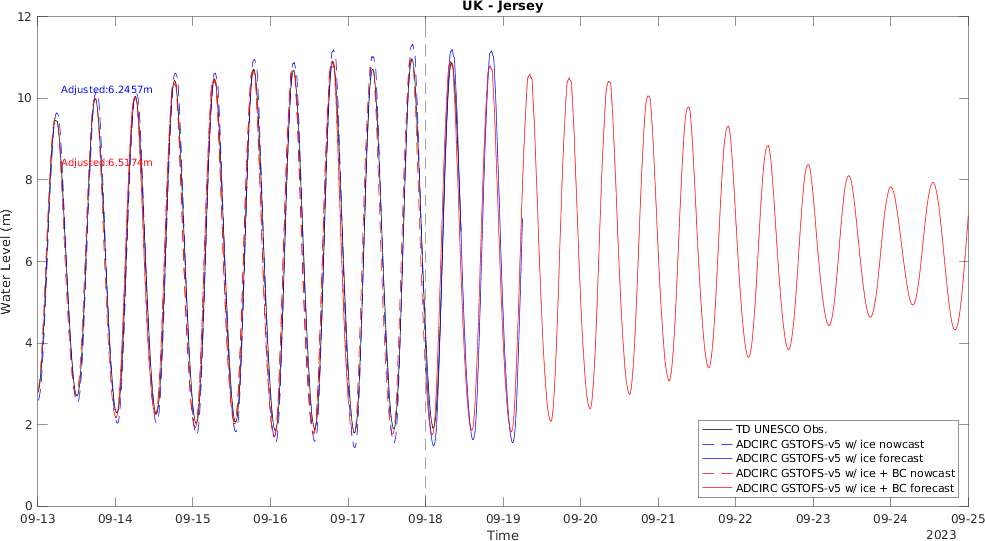 UK - Jersey
12
10
8
6
4
2
0
Water Level (m)
Adjusted:6.2457m
Adjusted:6.5174m
TD UNESCO Obs.
ADCIRC GSTOFS-v5 w/ ice nowcast
ADCIRC GSTOFS-v5 w/ ice forecast
ADCIRC GSTOFS-v5 w/ ice + BC nowcast
ADCIRC GSTOFS-v5 w/ ice + BC forecast
09-13 09-14 09-15 09-16 09-17 09-18 09-19 09-20 09-21 09-22 09-23 09-24 09-25
Time
2023